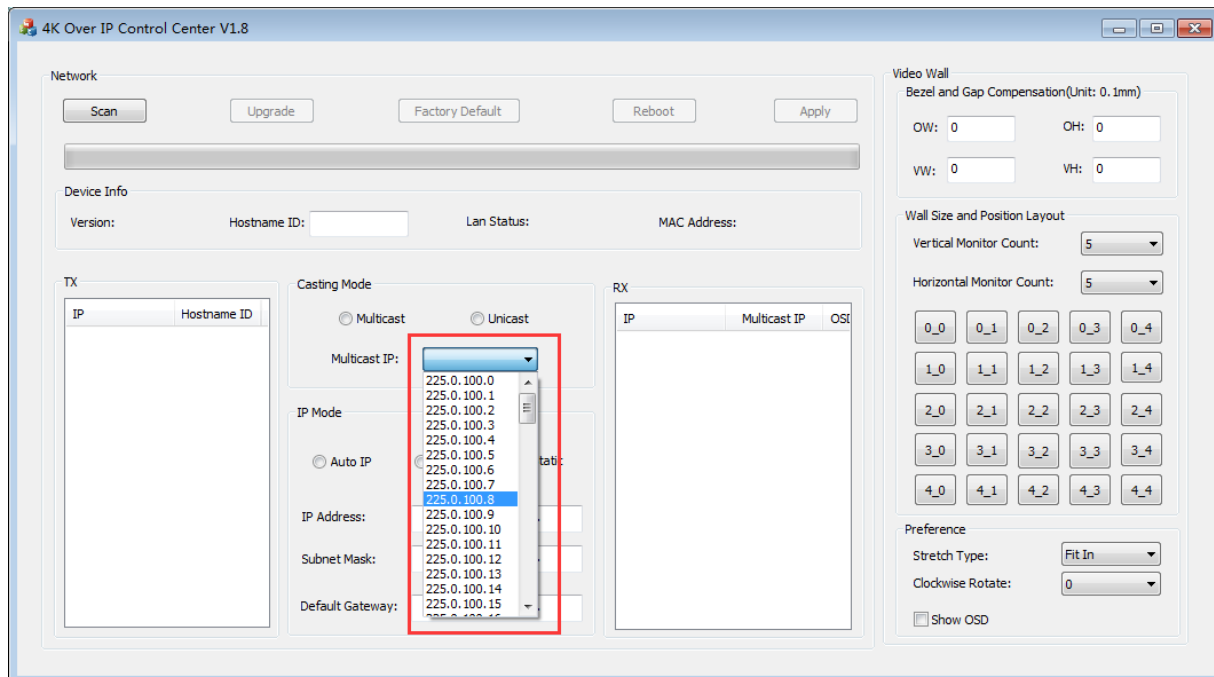 4K Over IP Control Center V1.8
Network
Scan Upgrade Factory Default Reboot Apply
Device Info
Version: Hostname ID: Lan Status: MAC Address:
TX
IP Hostname ID
Casting Mode
Multicast Unicast
Multicast IP:
225.0.100.0
225.0.100.1
225.0.100.2
225.0.100.3
225.0.100.4
225.0.100.5
225.0.100.6
225.0.100.7
225.0.100.8
225.0.100.9
225.0.100.10
225.0.100.11
225.0.100.12
225.0.100.13
225.0.100.14
225.0.100.15
IP Mode
Auto IP
IP Address:
Subnet Mask:
Default Gateway:
RX
IP Multicast IP
Video Wall
Bezel and Gap Compensation(Unit: 0.1mm)
OW: 0 OH: 0
VW: 0 VH: 0
Wall Size and Position Layout
Vertical Monitor Count: 5
Horizontal Monitor Count: 5
0_0 0_1 0_2 0_3 0_4
1_0 1_1 1_2 1_3 1_4
2_0 2_1 2_2 2_3 2_4
3_0 3_1 3_2 3_3 3_4
4_0 4_1 4_2 4_3 4_4
Preference
Stretch Type: Fit In
Clockwise Rotate: 0
Show OSD